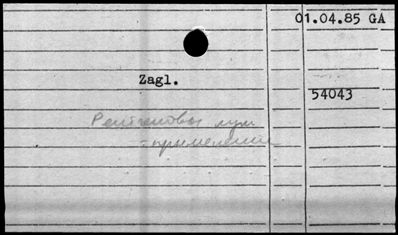 01.04.85 GA
Zagl.
54043
Рентгеновы лучи
- применение